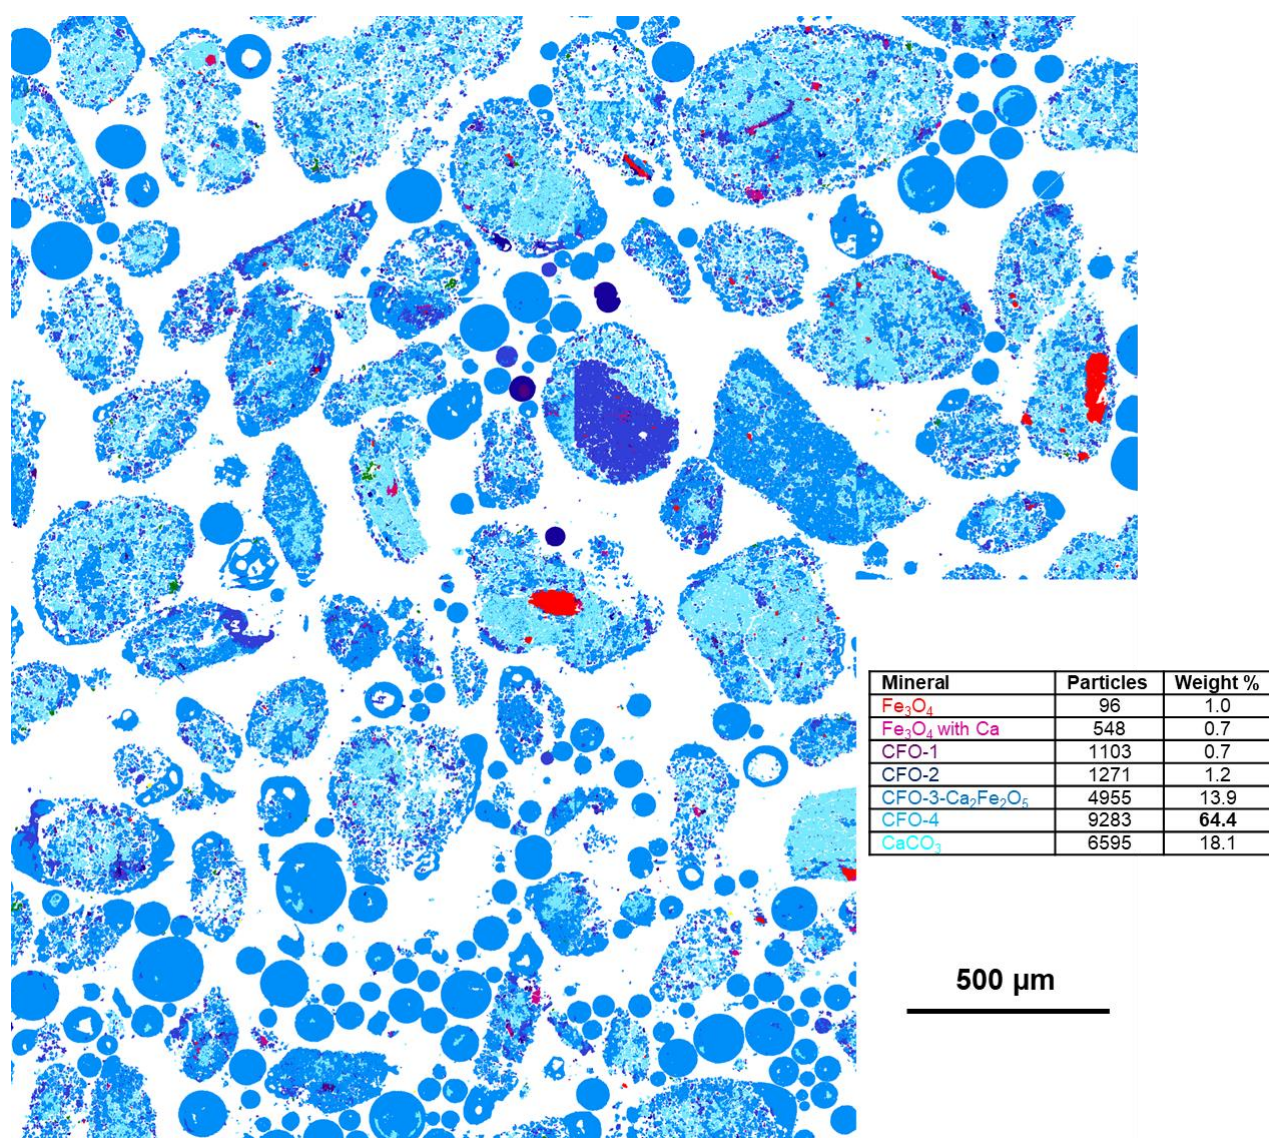 Mineral Particles Weight %
Fe₃O₄ 96 1.0
Fe₃O₄ with Ca 548 0.7
CFO-1 1103 0.7
CFO-2 1271 1.2
CFO-3-Ca₂Fe₂O₅ 4955 13.9
CFO-4 9283 64.4
CaCO₃ 6595 18.1
500 µm